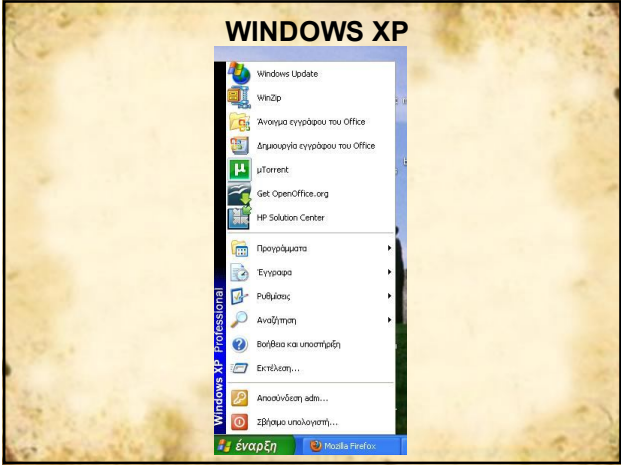 WINDOWS XP
Windows Update
WinZip
Άνοιγμα εγγράφου του Office
Δημιουργία εγγράφου του Office
μTorrent
Get OpenOffice.org
HP Solution Center
Προγράμματα
Έγγραφα
Ρυθμίσεις
Αναζήτηση
Βοήθεια και υποστήριξη
Εκτέλεση...
Αποσύνδεση adm...
Σβήσιμο υπολογιστή...
Windows XP Professional
έναρξη
Mozilla Firefox